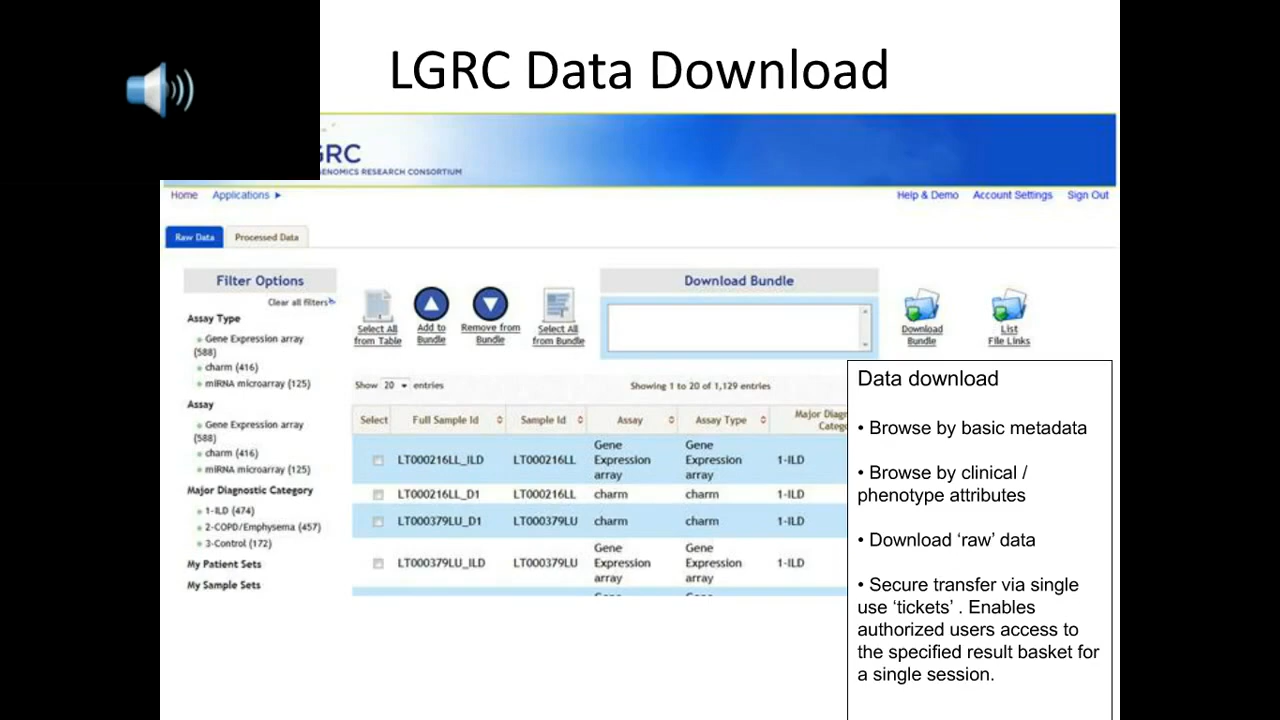 LGRC Data Download
GRC
ENOMICS RESEARCH CONSORTIUM
Home Applications Help & Demo Account Settings Sign Out
Raw Data Processed Data
Filter Options
Clear all filters
Assay Type
Gene Expression array
(588)
charm (416)
miRNA microarray (125)
Assay
Gene Expression array
(588)
charm (416)
miRNA microarray (125)
Major Diagnostic Category
1-ILD (474)
2-COPD/Emphysema (457)
3-Control (172)
My Patient Sets
My Sample Sets
Select All
from Table
Add to
Bundle
Remove from
Bundle
Select All
from Bundle
Download Bundle
Download
Bundle
List
File Links
Show 20 entries Showing 1 to 20 of 1,129 entries
Select Full Sample Id Sample Id Assay Assay Type Major Diagn
Catego
LT000216LL_ILD LT000216LL Gene Expression array Gene Expression array 1-ILD
LT000216LL_D1 LT000216LL charm charm 1-ILD
LT000379LU_D1 LT000379LU charm charm 1-ILD
LT000379LU_ILD LT000379LU Gene Expression array Gene Expression array 1-ILD
Data download
• Browse by basic metadata
• Browse by clinical /
phenotype attributes
• Download ‘raw’ data
• Secure transfer via single
use ‘tickets’ . Enables
authorized users access to
the specified result basket for
a single session.